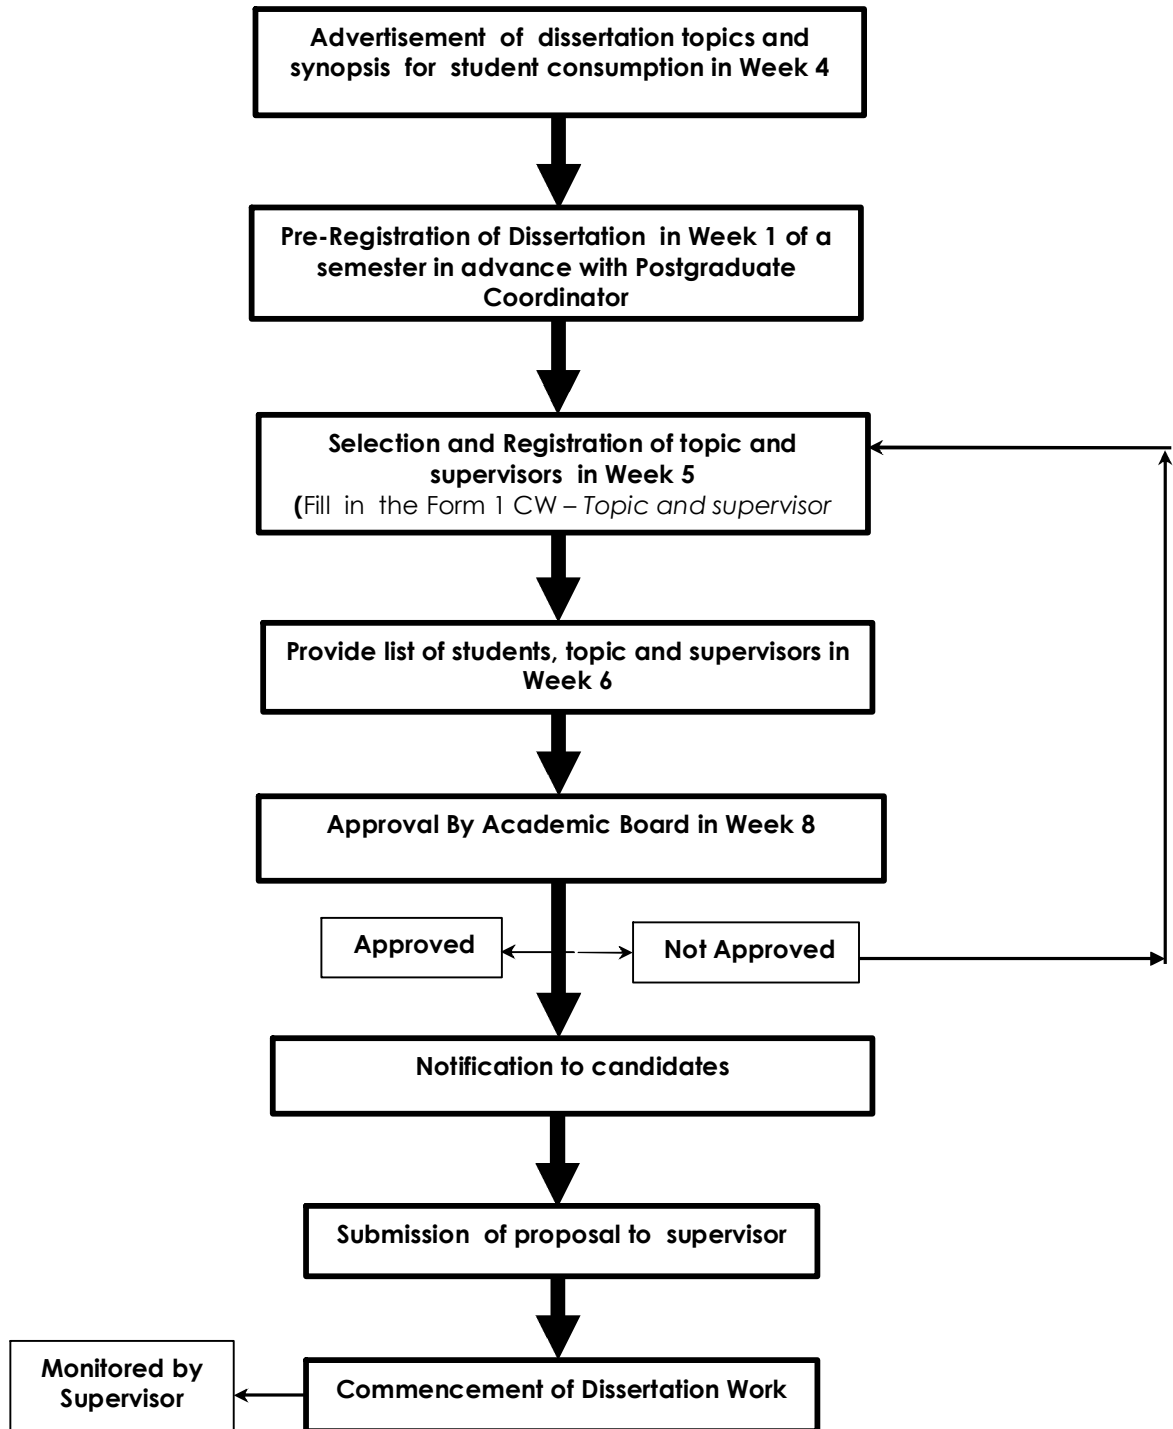 Advertisement of dissertation topics and
synopsis for student consumption in Week 4
Pre-Registration of Dissertation in Week 1 of a
semester in advance with Postgraduate
Coordinator
Selection and Registration of topic and
supervisors in Week 5
(Fill in the Form 1 CW – Topic and supervisor
Provide list of students, topic and supervisors in
Week 6
Approval By Academic Board in Week 8
Approved
Not Approved
Notification to candidates
Submission of proposal to supervisor
Monitored by
Supervisor
Commencement of Dissertation Work